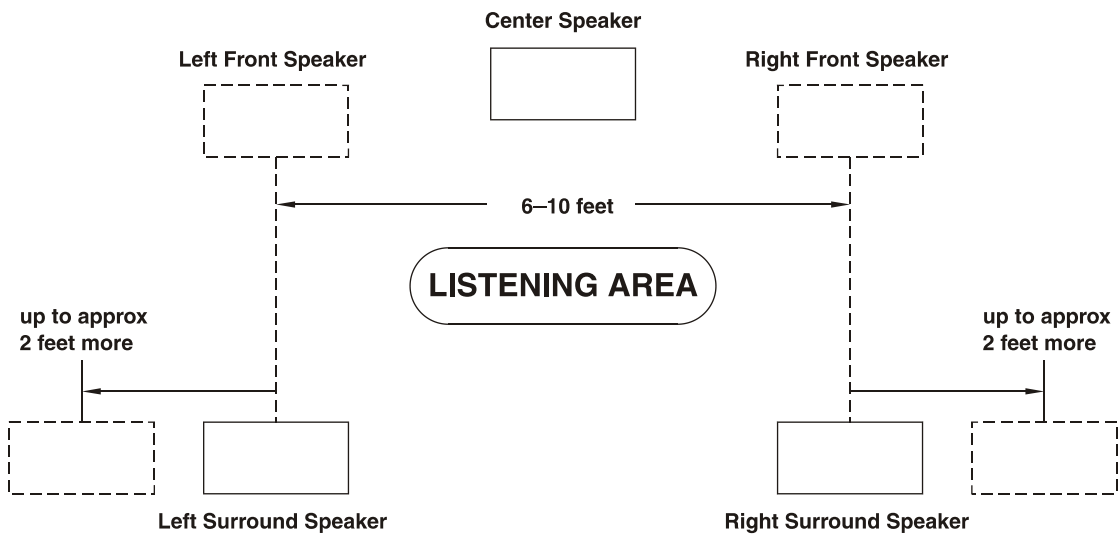 Center Speaker
Left Front Speaker
Right Front Speaker
6–10 feet
LISTENING AREA
up to approx
2 feet more
up to approx
2 feet more
Left Surround Speaker
Right Surround Speaker